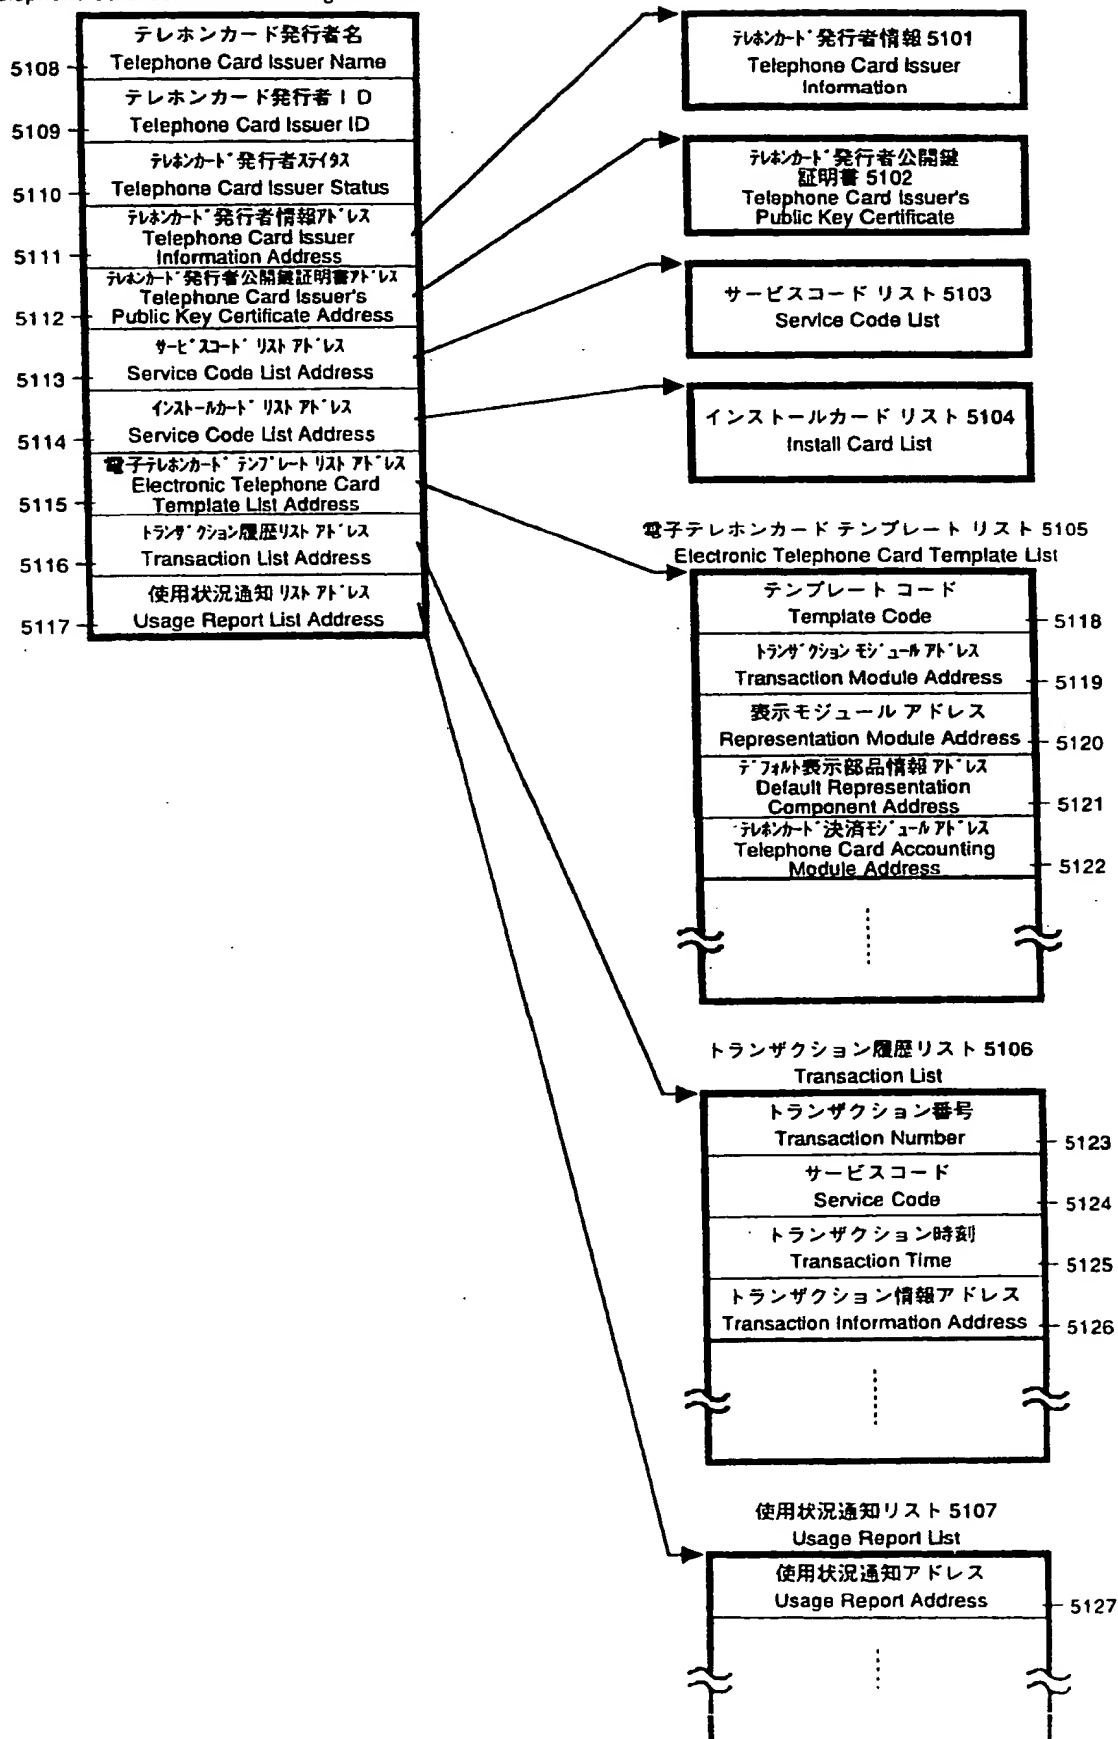 テレホンカード発行者名
5108
Telephone Card Issuer Name
テレホンカード発行者ＩＤ
5109
Telephone Card Issuer ID
テレホンカード発行者ステイタス
5110
Telephone Card Issuer Status
テレホンカード発行者情報アドレス
Telephone Card Issuer
5111
Information Address
テレホンカード発行者公開鍵証明書アドレス
Telephone Card Issuer's
5112
Public Key Certificate Address
サービスコード リスト アドレス
5113
Service Code List Address
インストールカード リスト アドレス
5114
Service Code List Address
電子テレホンカード テンプレート リスト アドレス
Electronic Telephone Card
5115
Template List Address
トランザクション履歴リスト アドレス
5116
Transaction List Address
使用状況通知 リスト アドレス
5117
Usage Report List Address
テレホンカード発行者情報 5101
Telephone Card Issuer
Information
テレホンカード発行者公開鍵
証明書 5102
Telephone Card Issuer's
Public Key Certificate
サービスコード リスト 5103
Service Code List
インストールカード リスト 5104
Install Card List
電子テレホンカード テンプレート リスト 5105
Electronic Telephone Card Template List
テンプレート コード
Template Code
5118
トランザクション モジュール アドレス
Transaction Module Address
5119
表示モジュール アドレス
Representation Module Address
5120
デフォルト表示部品情報 アドレス
Default Representation
Component Address
5121
テレホンカード決済モジュール アドレス
Telephone Card Accounting
Module Address
5122
トランザクション履歴リスト 5106
Transaction List
トランザクション番号
Transaction Number
5123
サービスコード
Service Code
5124
トランザクション時刻
Transaction Time
5125
トランザクション情報アドレス
Transaction Information Address
5126
使用状況通知リスト 5107
Usage Report List
使用状況通知アドレス
Usage Report Address
5127